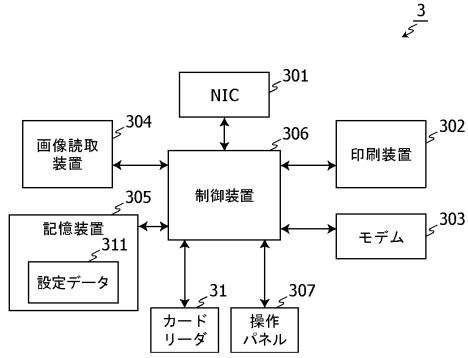 3
301
NIC
304
画像読取
装置
306
制御装置
302
印刷装置
305
記憶装置
311
設定データ
303
モデム
31
カード
リーダ
307
操作
パネル